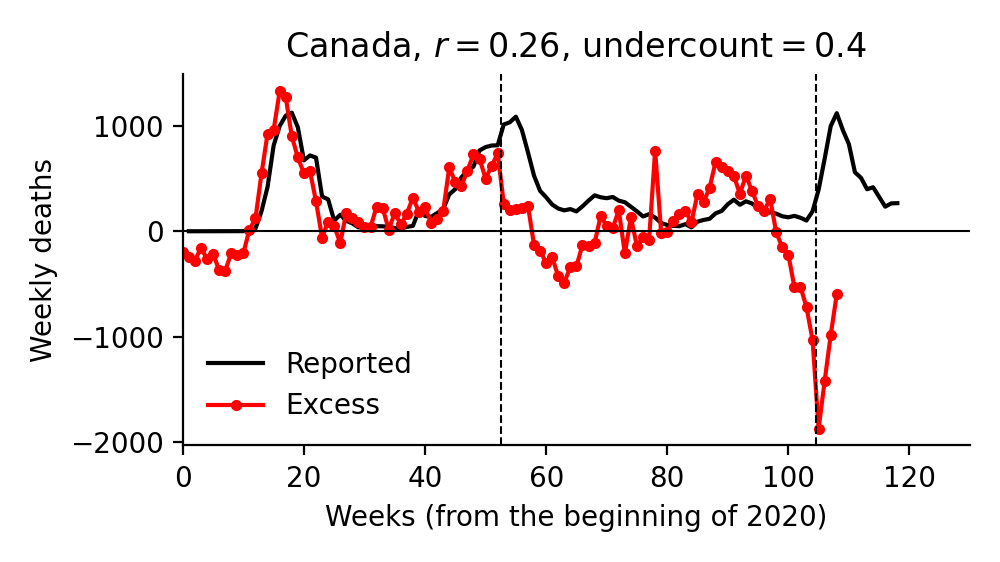 Canada, r = 0.26, undercount = 0.4
Weekly deaths
1000
0
−1000
−2000
Reported
Excess
0 20 40 60 80 100 120
Weeks (from the beginning of 2020)